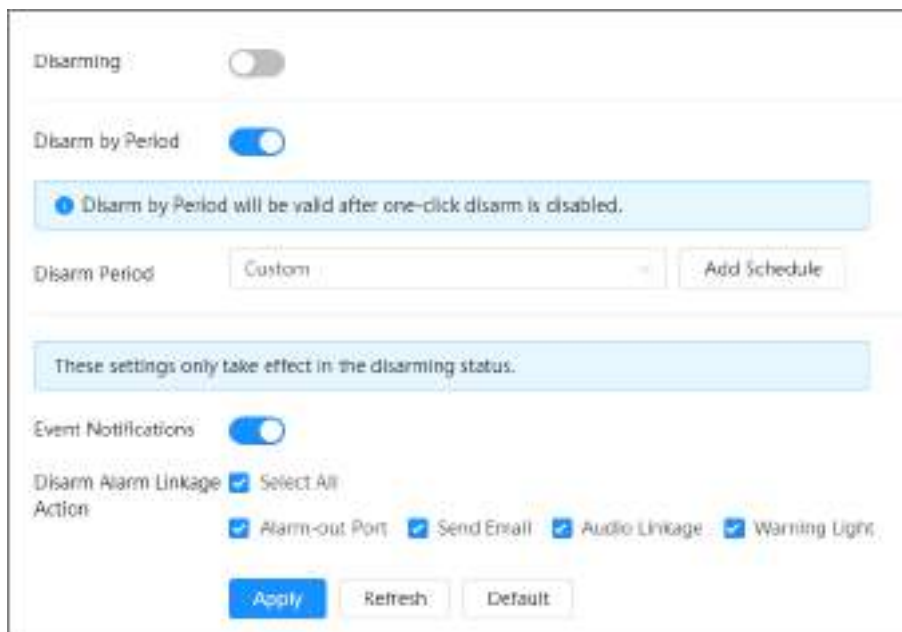 Disarming
Disarm by Period
Disarm by Period will be valid after one-click disarm is disabled.
Disarm Period Custom Add Schedule
These settings only take effect in the disarming status.
Event Notifications
Disarm Alarm Linkage Action Select All
Alarm-out Port Send Email Audio Linkage Warning Light
Apply Refresh Default